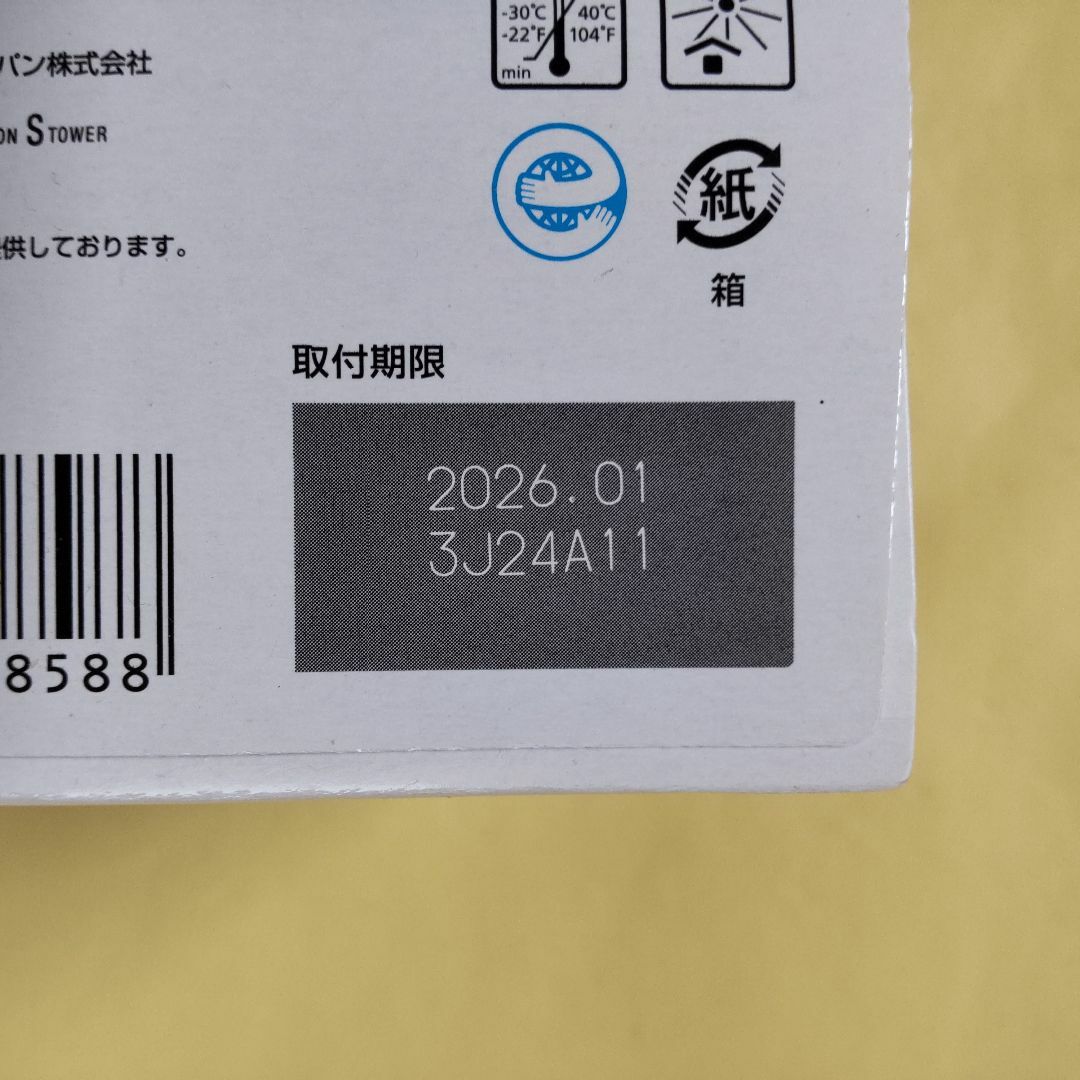 -30℃ 40℃
-22°F 104°F
min
パン株式会社
ON S TOWER
紙
箱
供しております。
取付期限
2026.01
3J24A11
8588